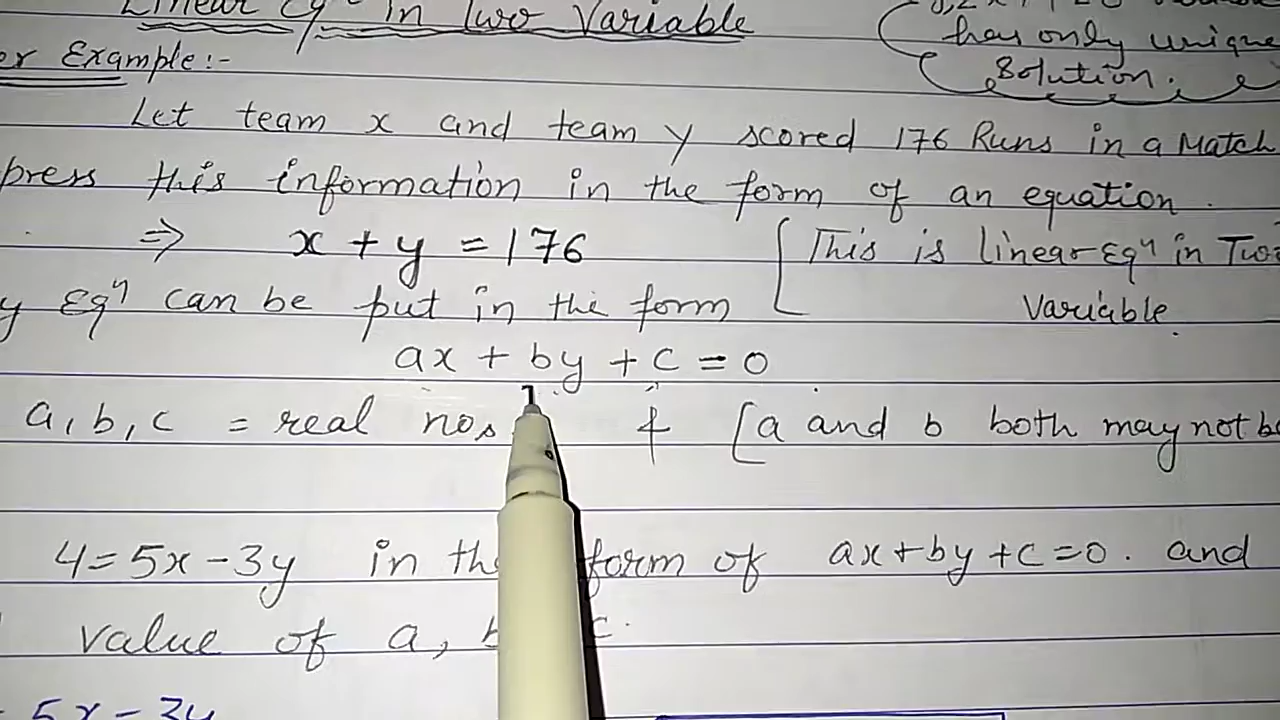 Linear Eqn in Two Variable
has only unique
Solution.
Example:-
Let team x and team y scored 176 Runs in a Match
press this information in the form of an equation.
⇒ x + y = 176
This is linear Eqn in Two
Variable.
y Eqn can be put in the form
ax + by + c = 0
a, b, c = real nos & [a and b both may not be
4 = 5x - 3y in the form of ax + by + c = 0. and
value of a, b c.
5x - 3y